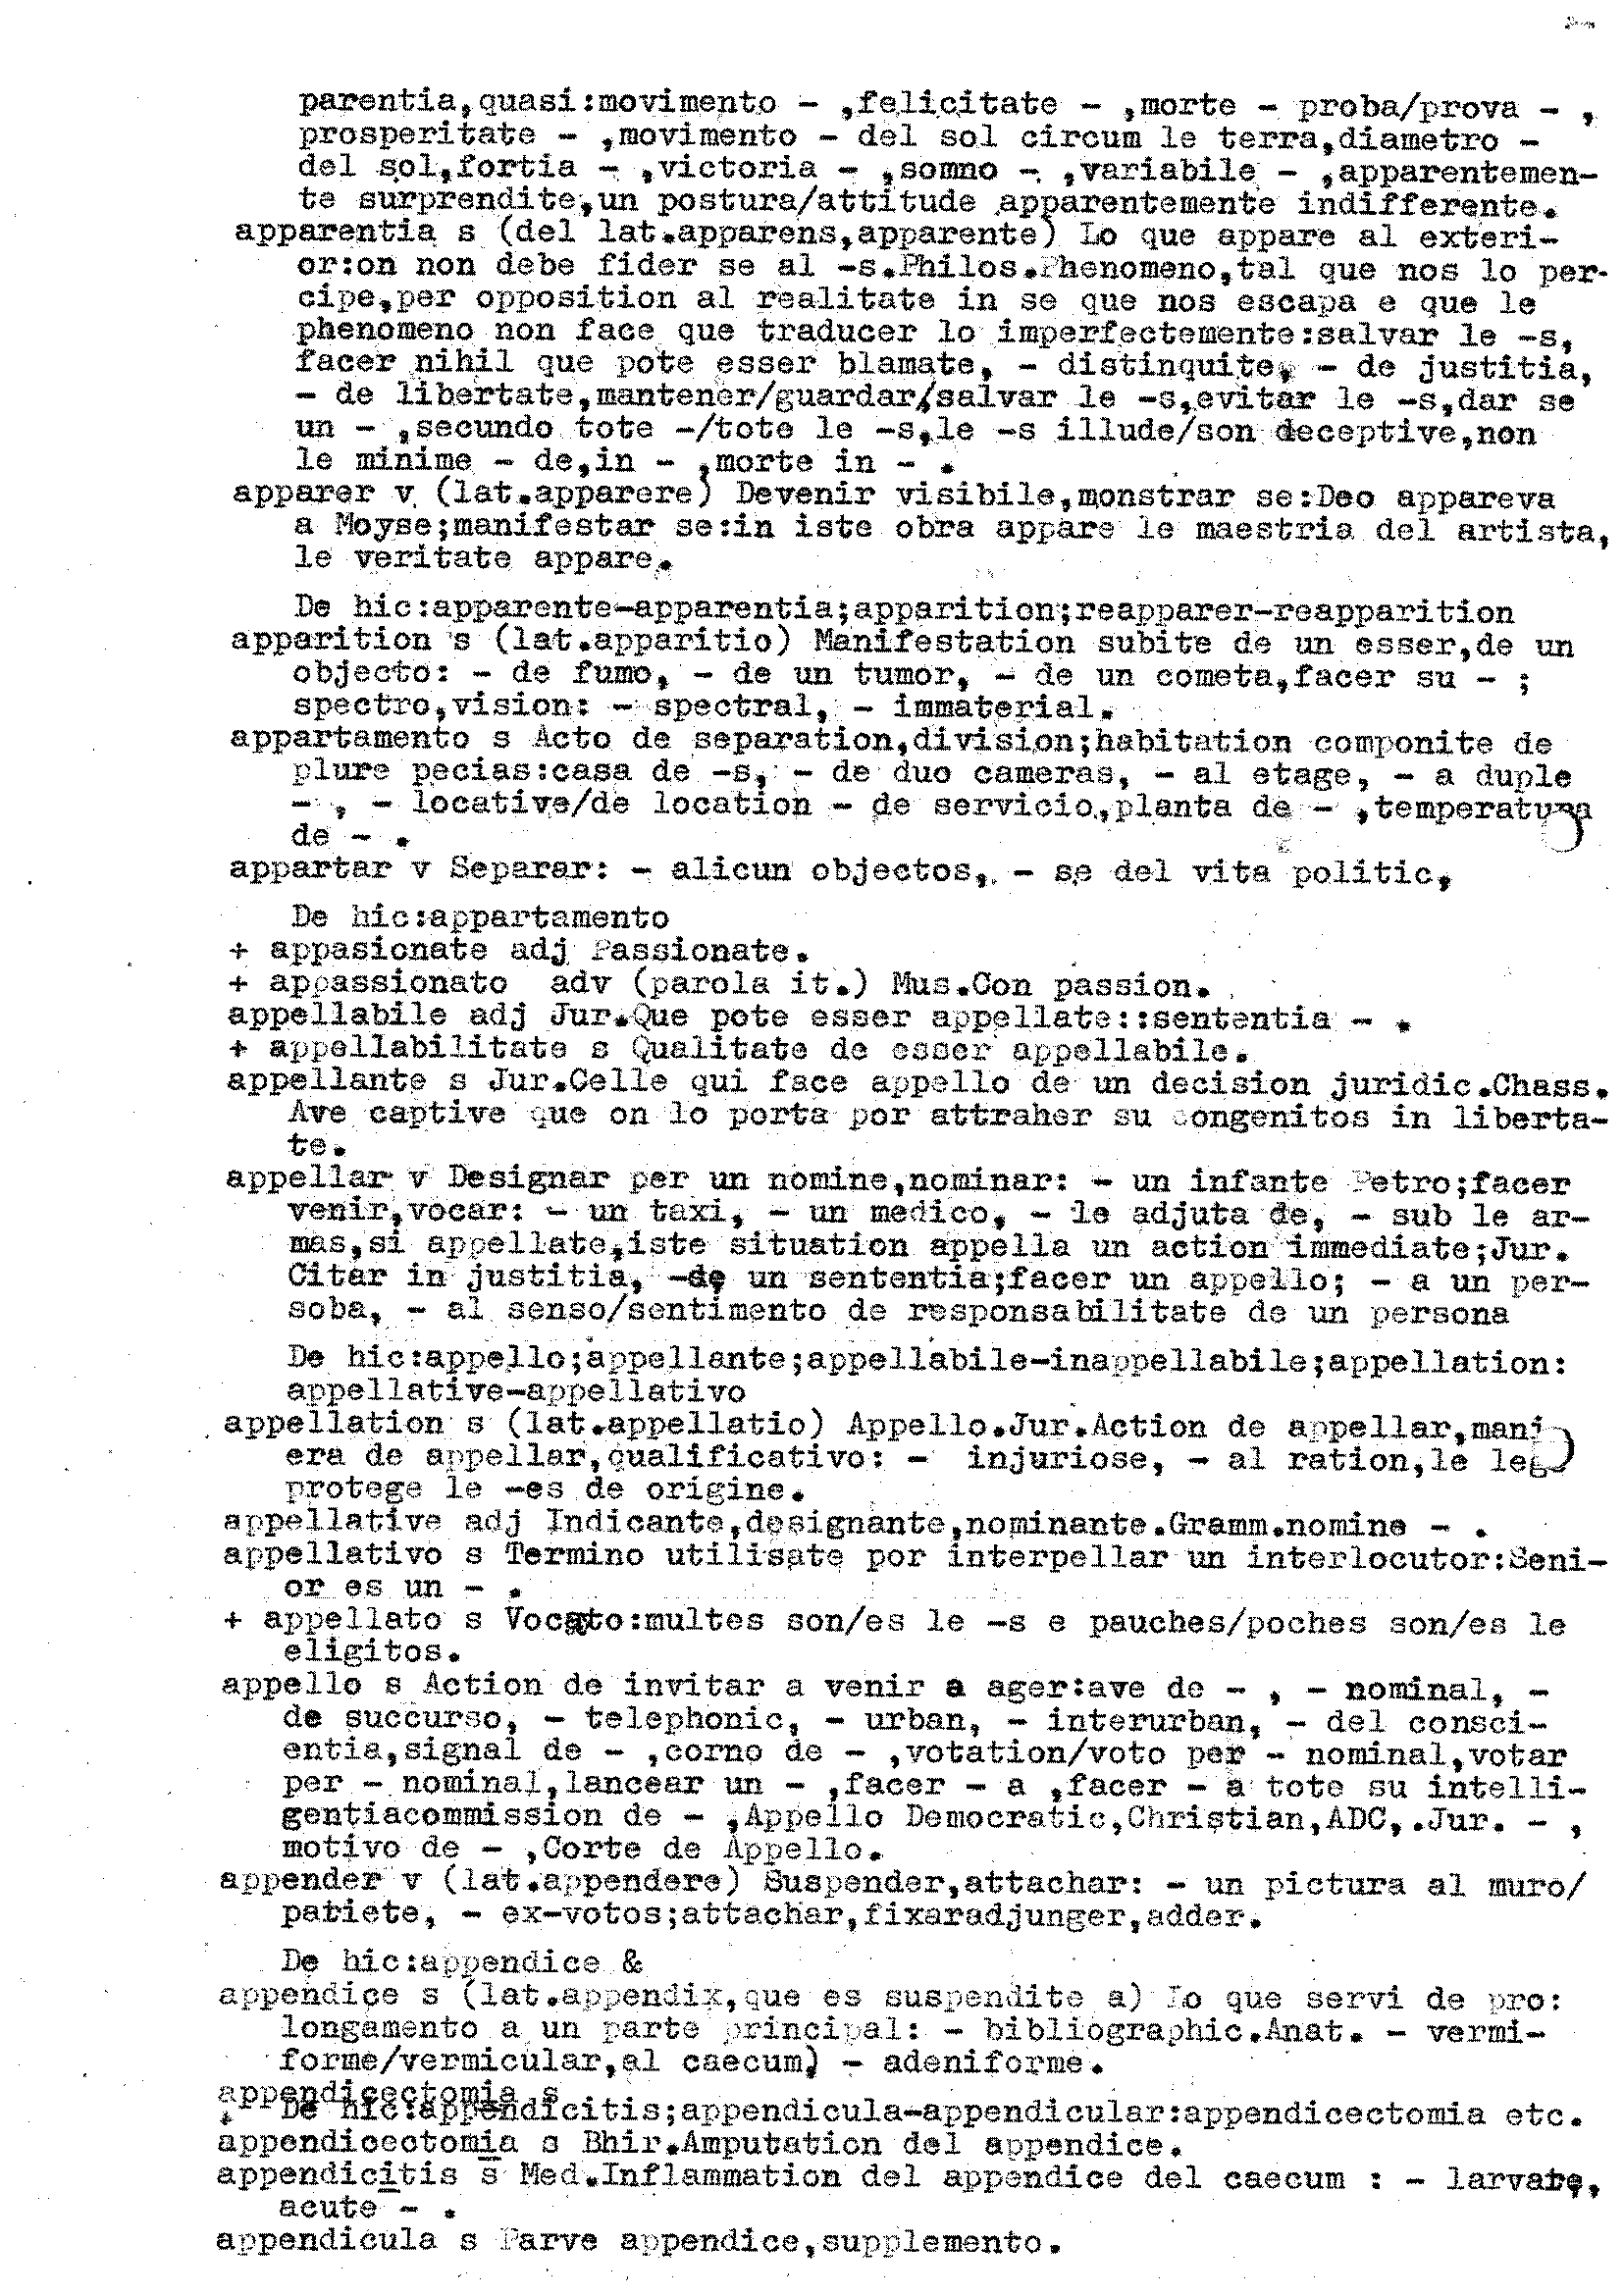 parentia,quasi:movimento - ,felicitate - ,morte - proba/prova - ,
prosperitate - ,movimento - del sol circum le terra,diametro -
del sol,fortia - ,victoria - ,somno - ,variabile - ,apparentemen-
te surprendite,un postura/attitude apparentemente indifferente.
apparentia s (del lat.apparens,apparente) Lo que appare al exteri-
or:on non debe fider se al -s.Philos.Phenomeno,tal que nos lo per-
cipe,per opposition al realitate in se que nos escapa e que le
phenomeno non face que traducer lo imperfectemente:salvar le -s,
facer nihil que pote esser blamate, - distinquite, - de justitia,
- de libertate,mantener/guardar/salvar le -s,evitar le -s,dar se
un - ,secundo tote -/tote le -s,le -s illude/son deceptive,non
le minime - de,in - ,morte in - .
apparer v (lat.apparere) Devenir visibile,monstrar se:Deo appareva
a Moyse;manifestar se:in iste obra appare le maestria del artista,
le veritate appare.
De hic:apparente-apparentia;apparition;reapparer-reapparition
apparition s (lat.apparitio) Manifestation subite de un esser,de un
objecto: - de fumo, - de un tumor, - de un cometa,facer su - ;
spectro,vision: - spectral, - immaterial.
appartamento s Acto de separation,division;habitation componite de
plure pecias:casa de -s, - de duo cameras, - al etage, - a duple
- , - locative/de location - de servicio,planta de - ,temperatura
de - .
appartar v Separar: - alicun objectos, - se del vita politic,
De hic:appartamento
+ appasionate adj Passionate.
+ appassionato adv (parola it.) Mus.Con passion.
appellabile adj Jur.Que pote esser appellate::sententia - .
+ appellabilitate s Qualitate de esser appellabile.
appellante s Jur.Celle qui face appello de un decision juridic.Chass.
Ave captive que on lo porta por attraher su congenitos in liberta-
te.
appellar v Designar per un nomine,nominar: - un infante Petro;facer
venir,vocar: - un taxi, - un medico, - le adjuta de, - sub le ar-
mas,si appellate,iste situation appella un action immediate;Jur.
Citar in justitia, -de un sententia;facer un appello; - a un per-
soba, - al senso/sentimento de responsabilitate de un persona
De hic:appello;appellante;appellabile-inappellabile;appellation:
appellative-appellativo
appellation s (lat.appellatio) Appello.Jur.Action de appellar,mani
era de appellar,qualificativo: - injuriose, - al ration,le lege
protege le -es de origine.
appellative adj Indicante,designante,nominante.Gramm.nomine - .
appellativo s Termino utilisate por interpellar un interlocutor:Seni-
or es un - .
+ appellato s Vocato:multes son/es le -s e pauches/poches son/es le
eligitos.
appello s Action de invitar a venir a ager:ave de - , - nominal, -
de succurso, - telephonic, - urban, - interurban, - del consci-
entia,signal de - ,corno de - ,votation/voto per - nominal,votar
per - nominal,lancear un - ,facer - a ,facer - a tote su intelli-
gentiacommission de - ,Appello Democratic,Christian,ADC,.Jur. - ,
motivo de - ,Corte de Appello.
appender v (lat.appendere) Suspender,attachar: - un pictura al muro/
patiete, - ex-votos;attachar,fixaradjunger,adder.
De hic:appendice &
appendice s (lat.appendix,que es suspendite a) Lo que servi de pro:
longamento a un parte principal: - bibliographic.Anat. - vermi-
forme/vermicular,al caecum) - adeniforme.
appendicectomia s
De hic:appendicitis;appendicula-appendicular:appendicectomia etc.
appendicectomia s Bhir.Amputation del appendice.
appendicitis s Med.Inflammation del appendice del caecum : - larvate,
acute - .
appendicula s Parve appendice,supplemento.